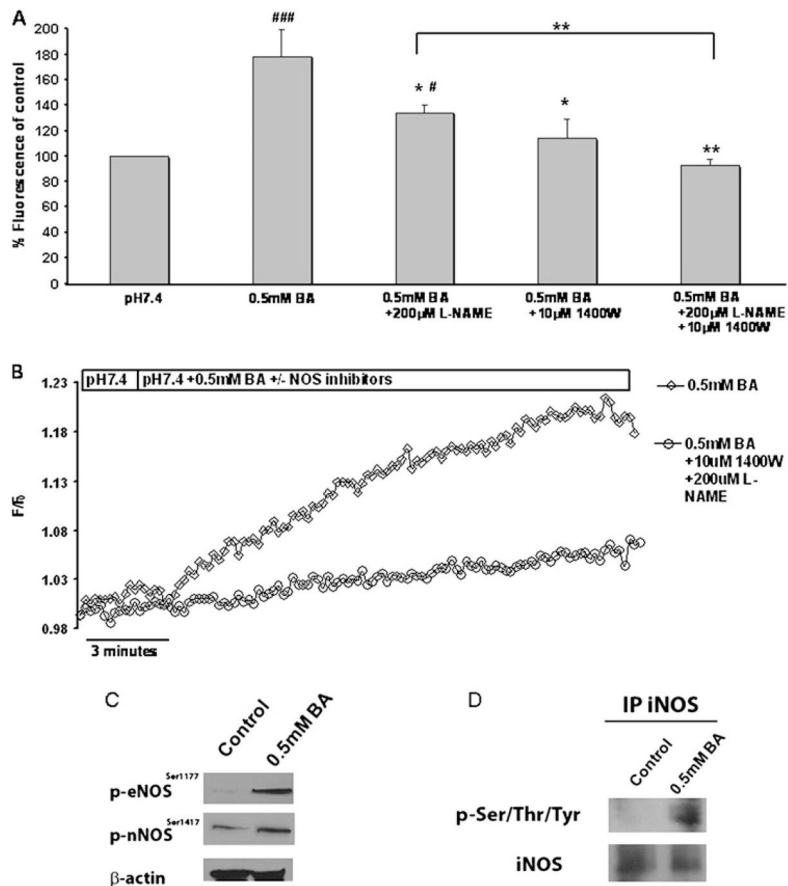 A
% Fluorescence of control
200
180
160
140
120
100
80
60
40
20
0
###
* #
*
**
**
pH7.4
0.5mM BA
0.5mM BA
+200µM L-NAME
0.5mM BA
+10µM 1400W
0.5mM BA
+200µM L-NAME
+10µM 1400W
B
F/f₀
1.23
1.18
1.13
1.08
1.03
0.98
pH7.4
pH7.4 +0.5mM BA +/- NOS inhibitors
0.5mM BA
0.5mM BA
+10uM 1400W
+200uM L-
NAME
3 minutes
C
Control
0.5mM BA
p-eNOS Ser1177
p-nNOS Ser1417
β-actin
D
IP iNOS
Control
0.5mM BA
p-Ser/Thr/Tyr
iNOS